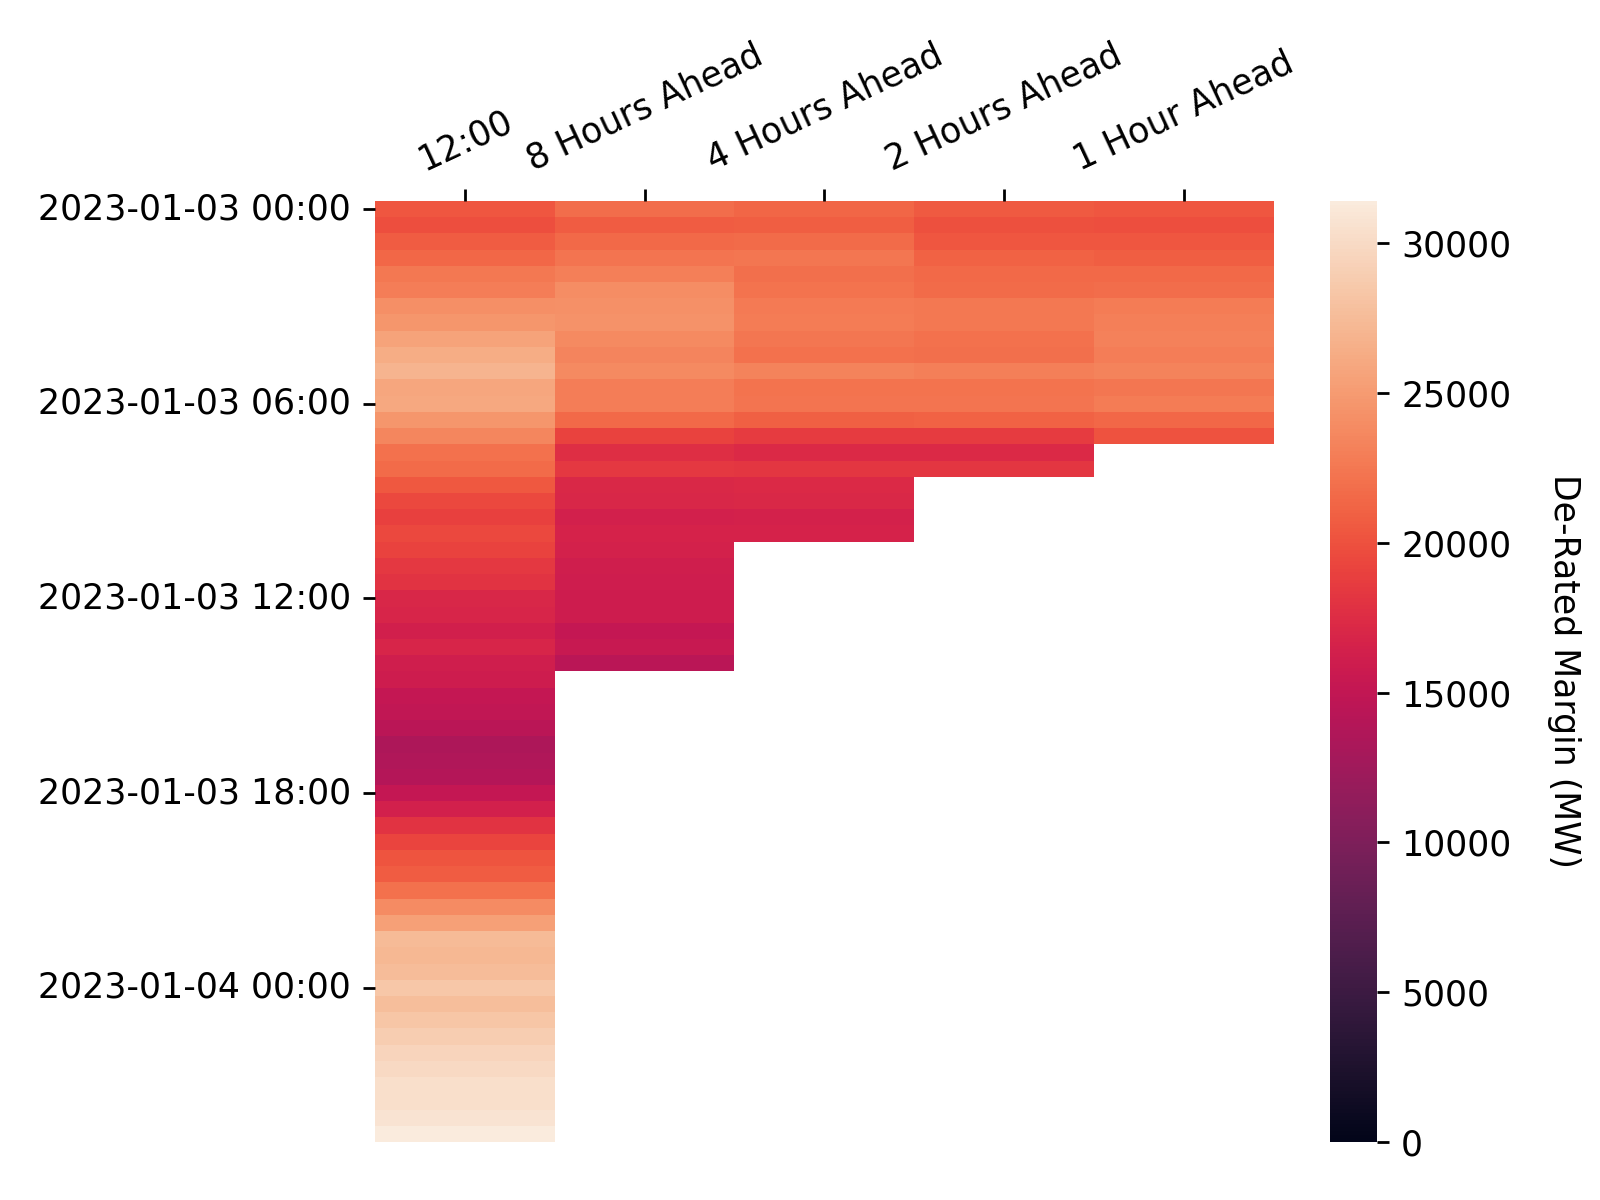 12:00
8 Hours Ahead
4 Hours Ahead
2 Hours Ahead
1 Hour Ahead
2023-01-03 00:00
2023-01-03 06:00
2023-01-03 12:00
2023-01-03 18:00
2023-01-04 00:00
30000
25000
20000
15000
10000
5000
0
De-Rated Margin (MW)